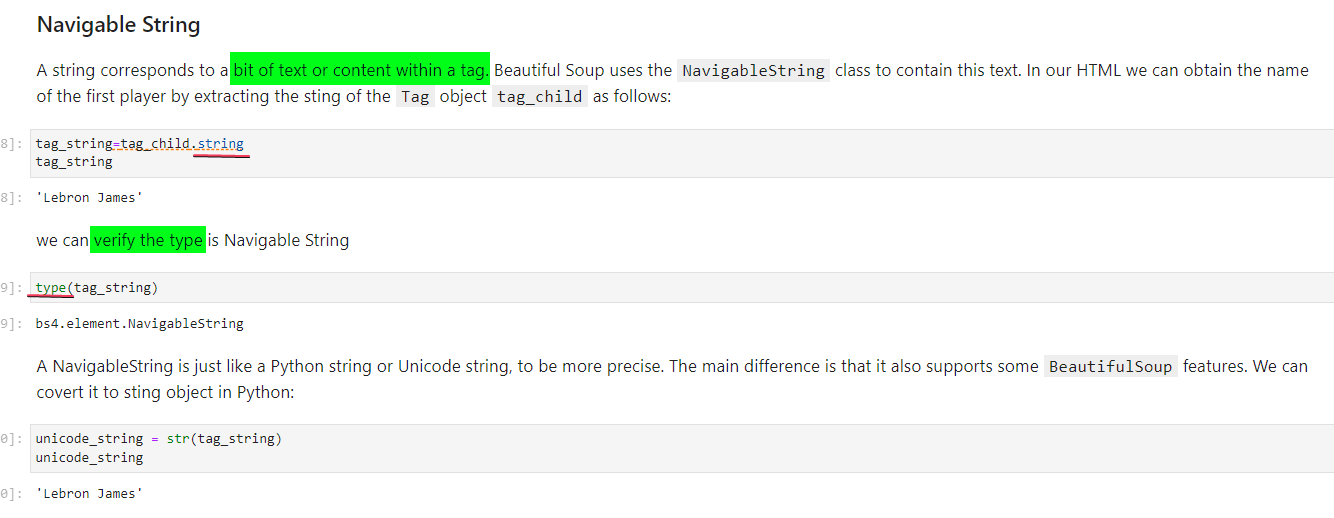 Navigable String
A string corresponds to a bit of text or content within a tag. Beautiful Soup uses the NavigableString class to contain this text. In our HTML we can obtain the name
of the first player by extracting the sting of the Tag object tag_child as follows:
8]: tag_string=tag_child.string
tag_string
8]: 'Lebron James'
we can verify the type is Navigable String
9]: type(tag_string)
9]: bs4.element.NavigableString
A NavigableString is just like a Python string or Unicode string, to be more precise. The main difference is that it also supports some BeautifulSoup features. We can
covert it to sting object in Python:
0]: unicode_string = str(tag_string)
unicode_string
0]: 'Lebron James'